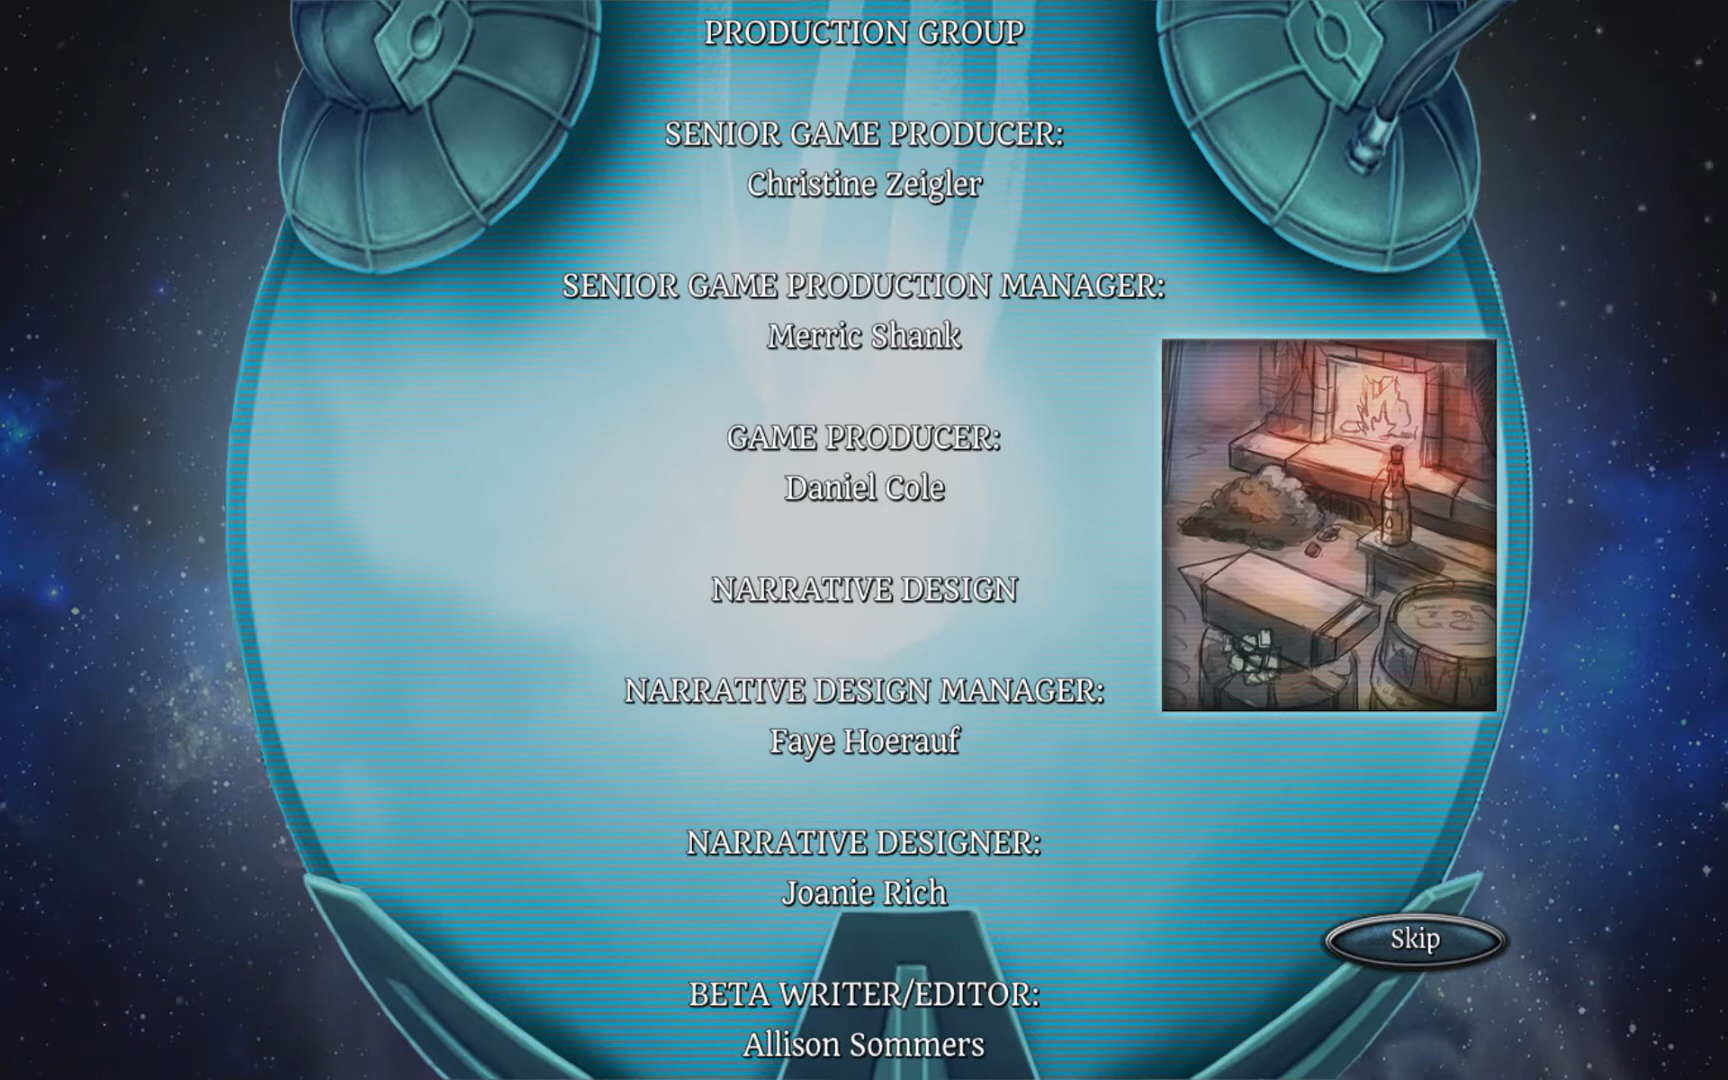 PRODUCTION GROUP
SENIOR GAME PRODUCER:
Christine Zeigler
SENIOR GAME PRODUCTION MANAGER:
Merric Shank
GAME PRODUCER:
Daniel Cole
NARRATIVE DESIGN
NARRATIVE DESIGN MANAGER:
Faye Hoerauf
NARRATIVE DESIGNER:
Joanie Rich
Skip
BETA WRITER/EDITOR:
Allison Sommers